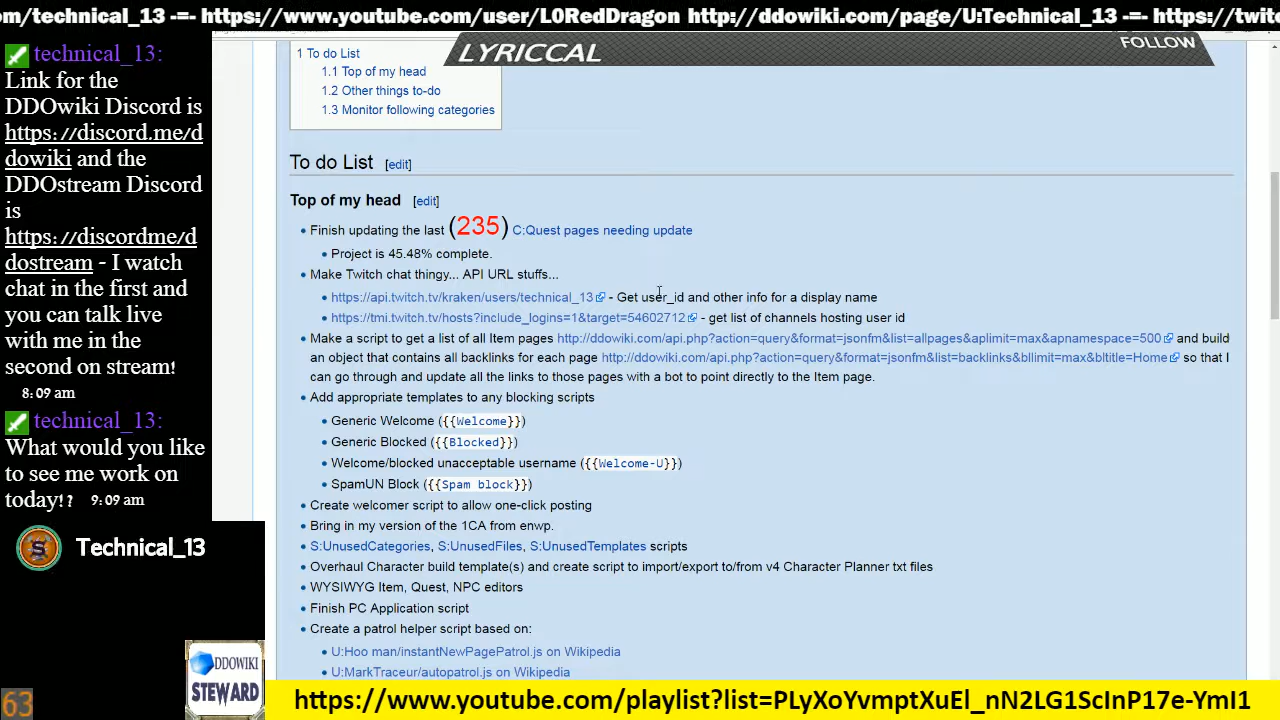 om/technical_13 -=- https://www.youtube.com/user/L0RedDragon http://ddowiki.com/page/U:Technical_13 -=- https://twitc
technical_13:
Link for the
DDOwiki Discord is
https://discord.me/d
dowiki and the
DDOstream Discord
is
https://discordme/d
dostream - I watch
chat in the first and
you can talk live
with me in the
second on stream!
8:09 am
technical_13:
What would you like
to see me work on
today!? 9:09 am
Technical_13
DDOWIKI
STEWARD
63
LYRICCAL
FOLLOW
1 To do List
1.1 Top of my head
1.2 Other things to-do
1.3 Monitor following categories
To do List [edit]
Top of my head [edit]
Finish updating the last (235) C:Quest pages needing update
Project is 45.48% complete.
Make Twitch chat thingy... API URL stuffs...
https://api.twitch.tv/kraken/users/technical_13 - Get user_id and other info for a display name
https://tmi.twitch.tv/hosts?include_logins=1&target=54602712 - get list of channels hosting user id
Make a script to get a list of all Item pages http://ddowiki.com/api.php?action=query&format=jsonfm&list=allpages&aplimit=max&apnamespace=500 and build
an object that contains all backlinks for each page http://ddowiki.com/api.php?action=query&format=jsonfm&list=backlinks&bllimit=max&bltitle=Home so that I
can go through and update all the links to those pages with a bot to point directly to the Item page.
Add appropriate templates to any blocking scripts
Generic Welcome ({{Welcome}})
Generic Blocked ({{Blocked}})
Welcome/blocked unacceptable username ({{Welcome-U}})
SpamUN Block ({{Spam block}})
Create welcomer script to allow one-click posting
Bring in my version of the 1CA from enwp.
S:UnusedCategories, S:UnusedFiles, S:UnusedTemplates scripts
Overhaul Character build template(s) and create script to import/export to/from v4 Character Planner txt files
WYSIWYG Item, Quest, NPC editors
Finish PC Application script
Create a patrol helper script based on:
U:Hoo man/instantNewPagePatrol.js on Wikipedia
U:MarkTraceur/autopatrol.js on Wikipedia
https://www.youtube.com/playlist?list=PLyXoYvmptXuEl_nN2LG1ScInP17e-YmI1